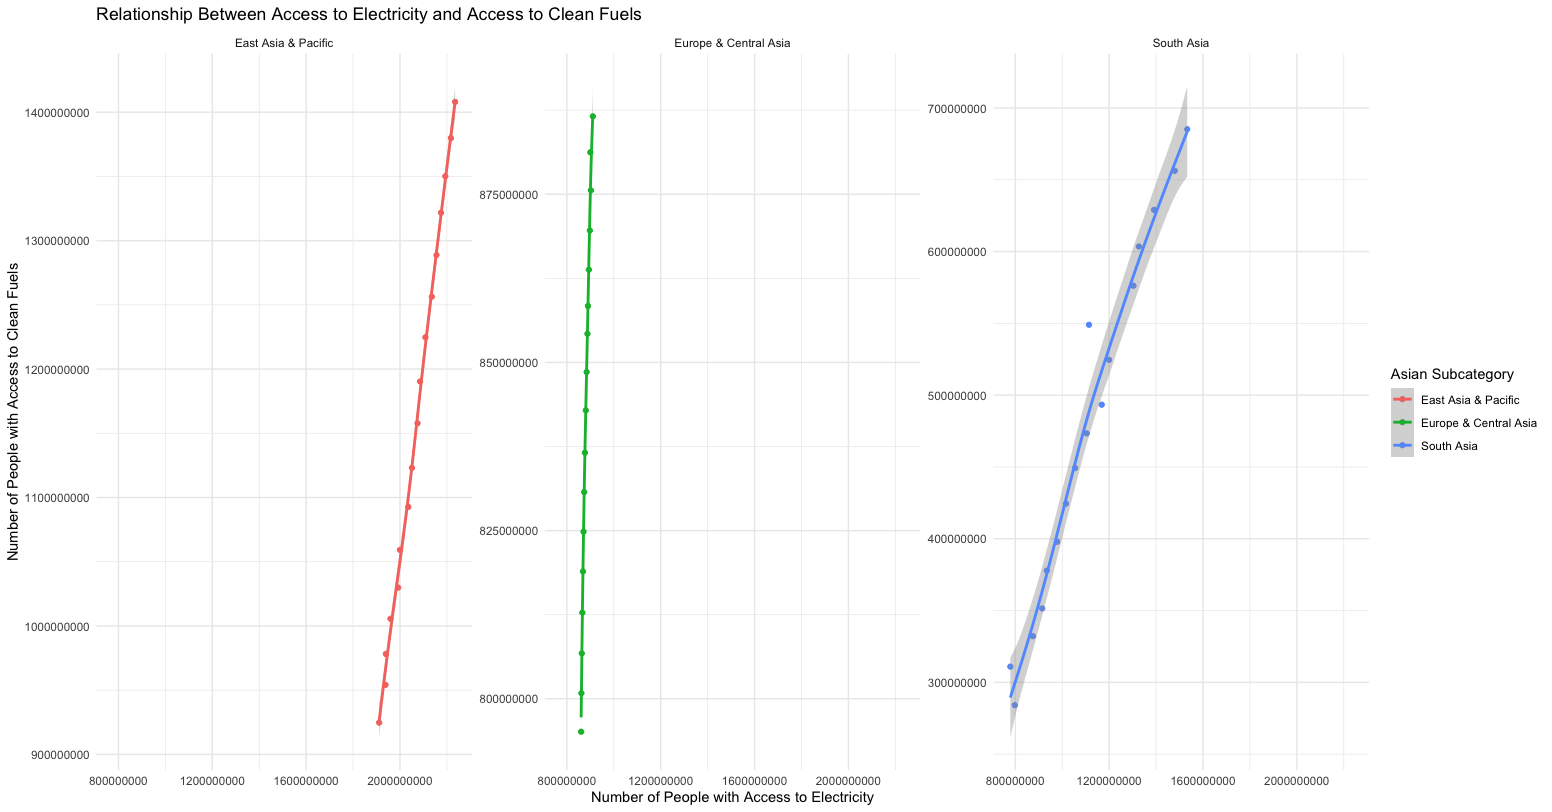 Relationship Between Access to Electricity and Access to Clean Fuels
East Asia & Pacific
Europe & Central Asia
South Asia
Number of People with Access to Clean Fuels
1400000000
1300000000
1200000000
1100000000
1000000000
900000000
875000000
850000000
825000000
800000000
700000000
600000000
500000000
400000000
300000000
800000000 1200000000 1600000000 2000000000
800000000 1200000000 1600000000 2000000000
800000000 1200000000 1600000000 2000000000
Number of People with Access to Electricity
Asian Subcategory
East Asia & Pacific
Europe & Central Asia
South Asia